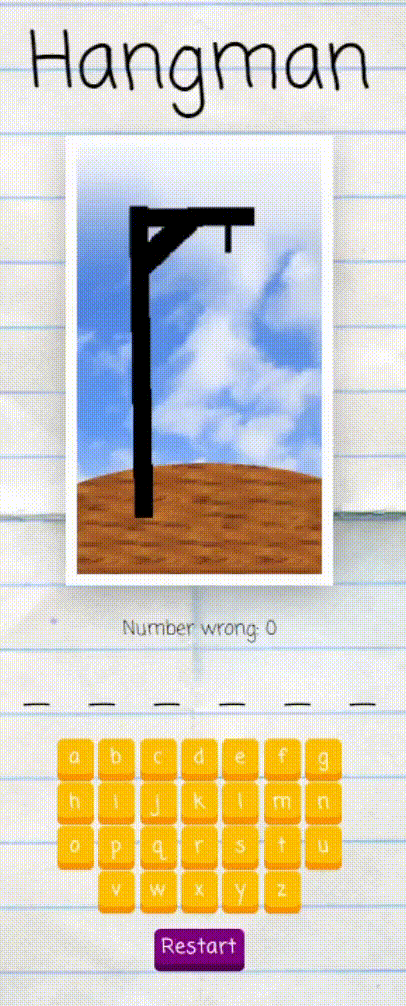 Hangman
Number wrong: 0
_ _ _ _ _ _
a b c d e f g
h i j k l m n
o p q r s t u
v w x y z
Restart